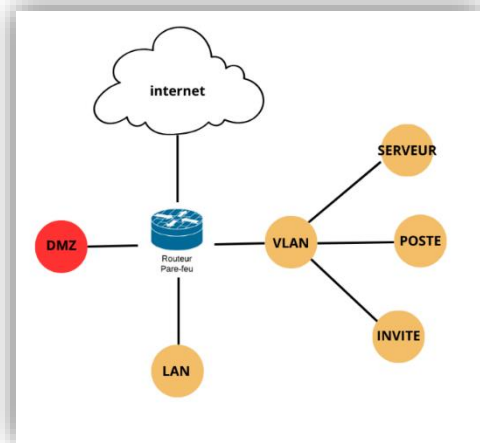 internet
SERVEUR
DMZ
Routeur
Pare-feu
VLAN
POSTE
INVITE
LAN